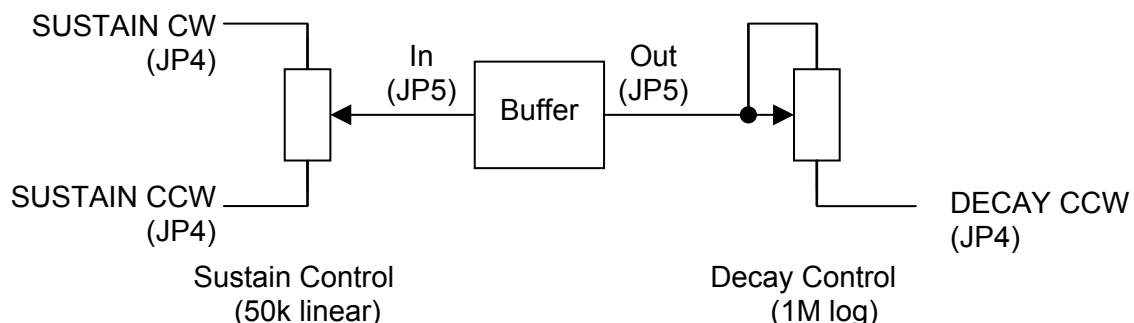 SUSTAIN CW
(JP4)
In
(JP5)
Buffer
Out
(JP5)
SUSTAIN CCW
(JP4)
DECAY CCW
(JP4)
Sustain Control
(50k linear)
Decay Control
(1M log)